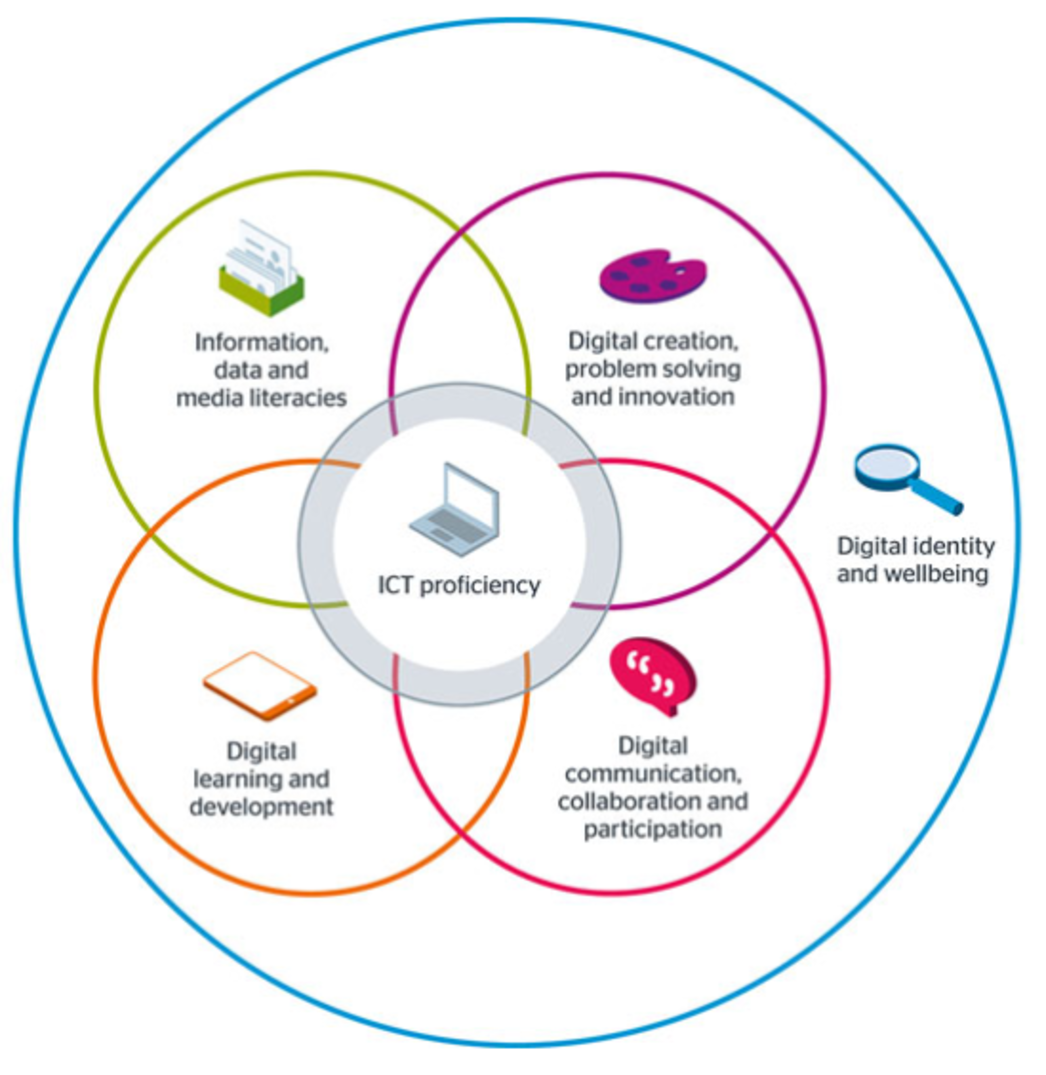 Information,
data and
media literacies
Digital creation,
problem solving
and innovation
ICT proficiency
Digital identity
and wellbeing
Digital
learning and
development
Digital
communication,
collaboration and
participation